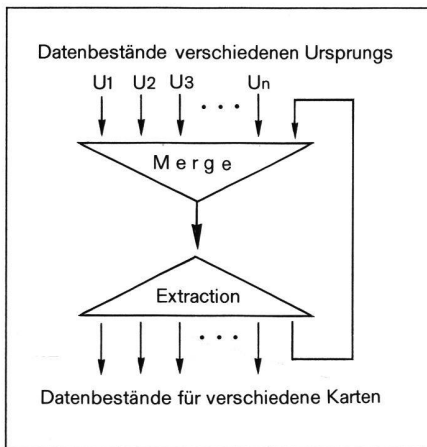 Datenbestände verschiedenen Ursprungs
U1 U2 U3 • • • Un
Merge
Extraction
• • •
Datenbestände für verschiedene Karten